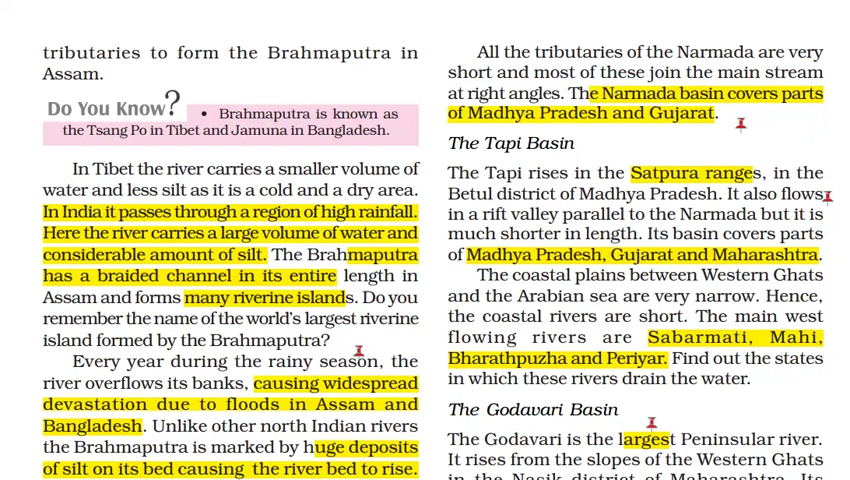 tributaries to form the Brahmaputra in
Assam.
Do You Know?
• Brahmaputra is known as
the Tsang Po in Tibet and Jamuna in Bangladesh.
In Tibet the river carries a smaller volume of
water and less silt as it is a cold and a dry area.
In India it passes through a region of high rainfall.
Here the river carries a large volume of water and
considerable amount of silt. The Brahmaputra
has a braided channel in its entire length in
Assam and forms many riverine islands. Do you
remember the name of the world's largest riverine
island formed by the Brahmaputra?
Every year during the rainy season, the
river overflows its banks, causing widespread
devastation due to floods in Assam and
Bangladesh. Unlike other north Indian rivers
the Brahmaputra is marked by huge deposits
of silt on its bed causing the river bed to rise.
All the tributaries of the Narmada are very
short and most of these join the main stream
at right angles. The Narmada basin covers parts
of Madhya Pradesh and Gujarat.
The Tapi Basin
The Tapi rises in the Satpura ranges, in the
Betul district of Madhya Pradesh. It also flows
in a rift valley parallel to the Narmada but it is
much shorter in length. Its basin covers parts
of Madhya Pradesh, Gujarat and Maharashtra.
The coastal plains between Western Ghats
and the Arabian sea are very narrow. Hence,
the coastal rivers are short. The main west
flowing rivers are Sabarmati, Mahi,
Bharathpuzha and Periyar. Find out the states
in which these rivers drain the water.
The Godavari Basin
The Godavari is the largest Peninsular river.
It rises from the slopes of the Western Ghats
in the Nasik district of Maharashtra. Its